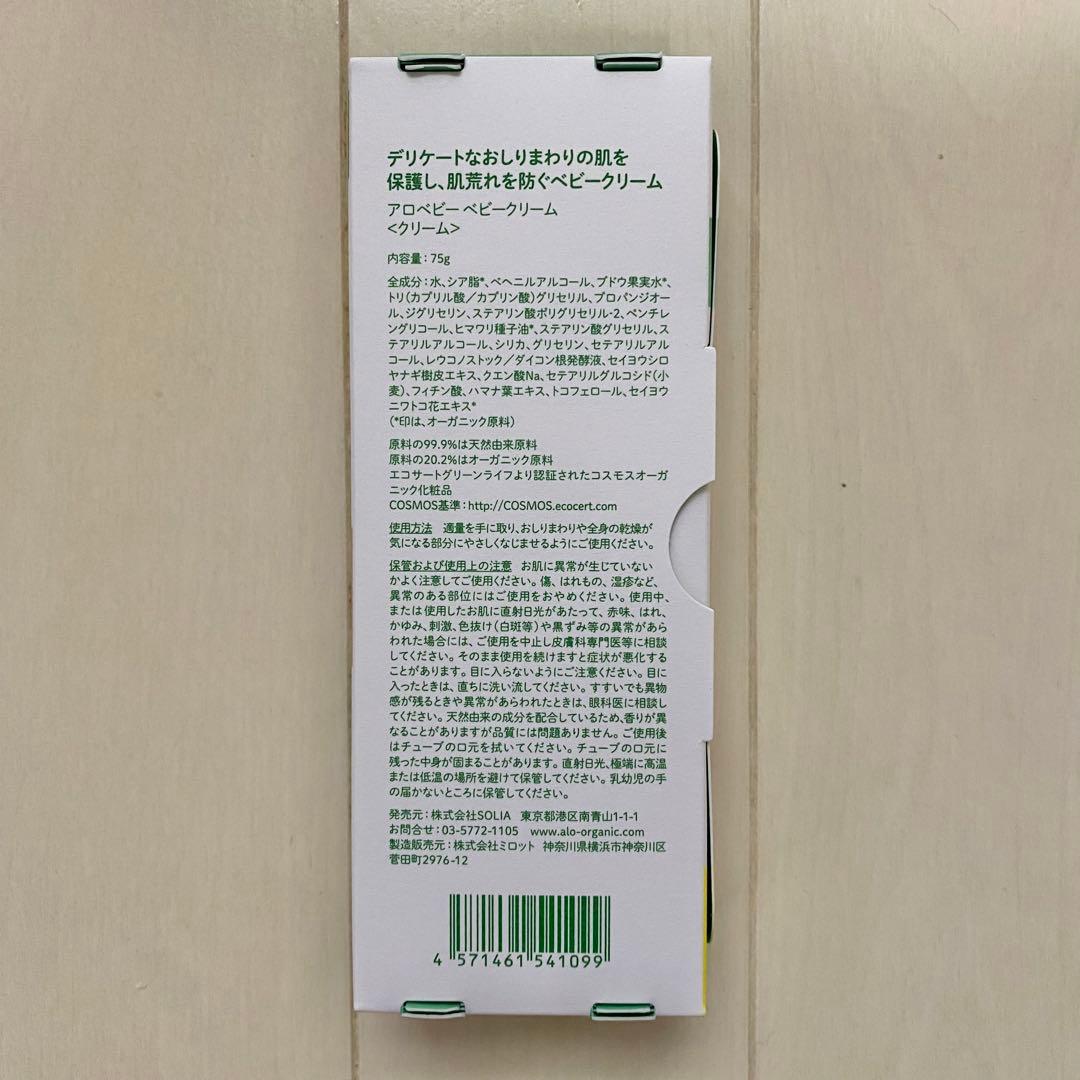 デリケートなおしりまわりの肌を
保護し、肌荒れを防ぐベビークリーム
アロベビー ベビークリーム
<クリーム>
内容量：75g
全成分：水、シア脂*、ベヘニルアルコール、ブドウ果実水*、
トリ(カプリル酸／カプリン酸)グリセリル、プロパンジオー
ル、ジグリセリン、ステアリン酸ポリグリセリル-2、ペンチレ
ングリコール、ヒマワリ種子油*、ステアリン酸グリセリル、ス
テアリルアルコール、シリカ、グリセリン、セテアリルアル
コール、レウコノストック／ダイコン根発酵液、セイヨウシロ
ヤナギ樹皮エキス、クエン酸Na、セテアリルグルコシド(小
麦)、フィチン酸、ハマナ葉エキス、トコフェロール、セイヨウ
ニワトコ花エキス*
(*印は、オーガニック原料)
原料の99.9%は天然由来原料
原料の20.2%はオーガニック原料
エコサートグリーンライフより認証されたコスモスオーガ
ニック化粧品
COSMOS基準：http://COSMOS.ecocert.com
使用方法　適量を手に取り、おしりまわりや全身の乾燥が
気になる部分にやさしくなじませるようにご使用ください。
保管および使用上の注意　お肌に異常が生じていない
かよく注意してご使用ください。傷、はれもの、湿疹など、
異常のある部位にはご使用をおやめください。使用中、
または使用したお肌に直射日光があたって、赤味、はれ、
かゆみ、刺激、色抜け(白斑等)や黒ずみ等の異常があら
われた場合には、ご使用を中止し皮膚科専門医等に相談
してください。そのまま使用を続けますと症状が悪化する
ことがあります。目に入らないようにご注意ください。目に
入ったときは、直ちに洗い流してください。すすいでも異物
感が残るときや異常があらわれたときは、眼科医に相談し
てください。天然由来の成分を配合しているため、香りが異
なることがありますが品質には問題ありません。ご使用後
はチューブの口元を拭いてください。チューブの口元に
残った中身が固まることがあります。直射日光、極端に高温
または低温の場所を避けて保管してください。乳幼児の手
の届かないところに保管してください。
発売元：株式会社SOLIA　東京都港区南青山1-1-1
お問合せ：03-5772-1105　www.alo-organic.com
製造販売元：株式会社ミロット　神奈川県横浜市神奈川区
菅田町2976-12
4 571461 541099